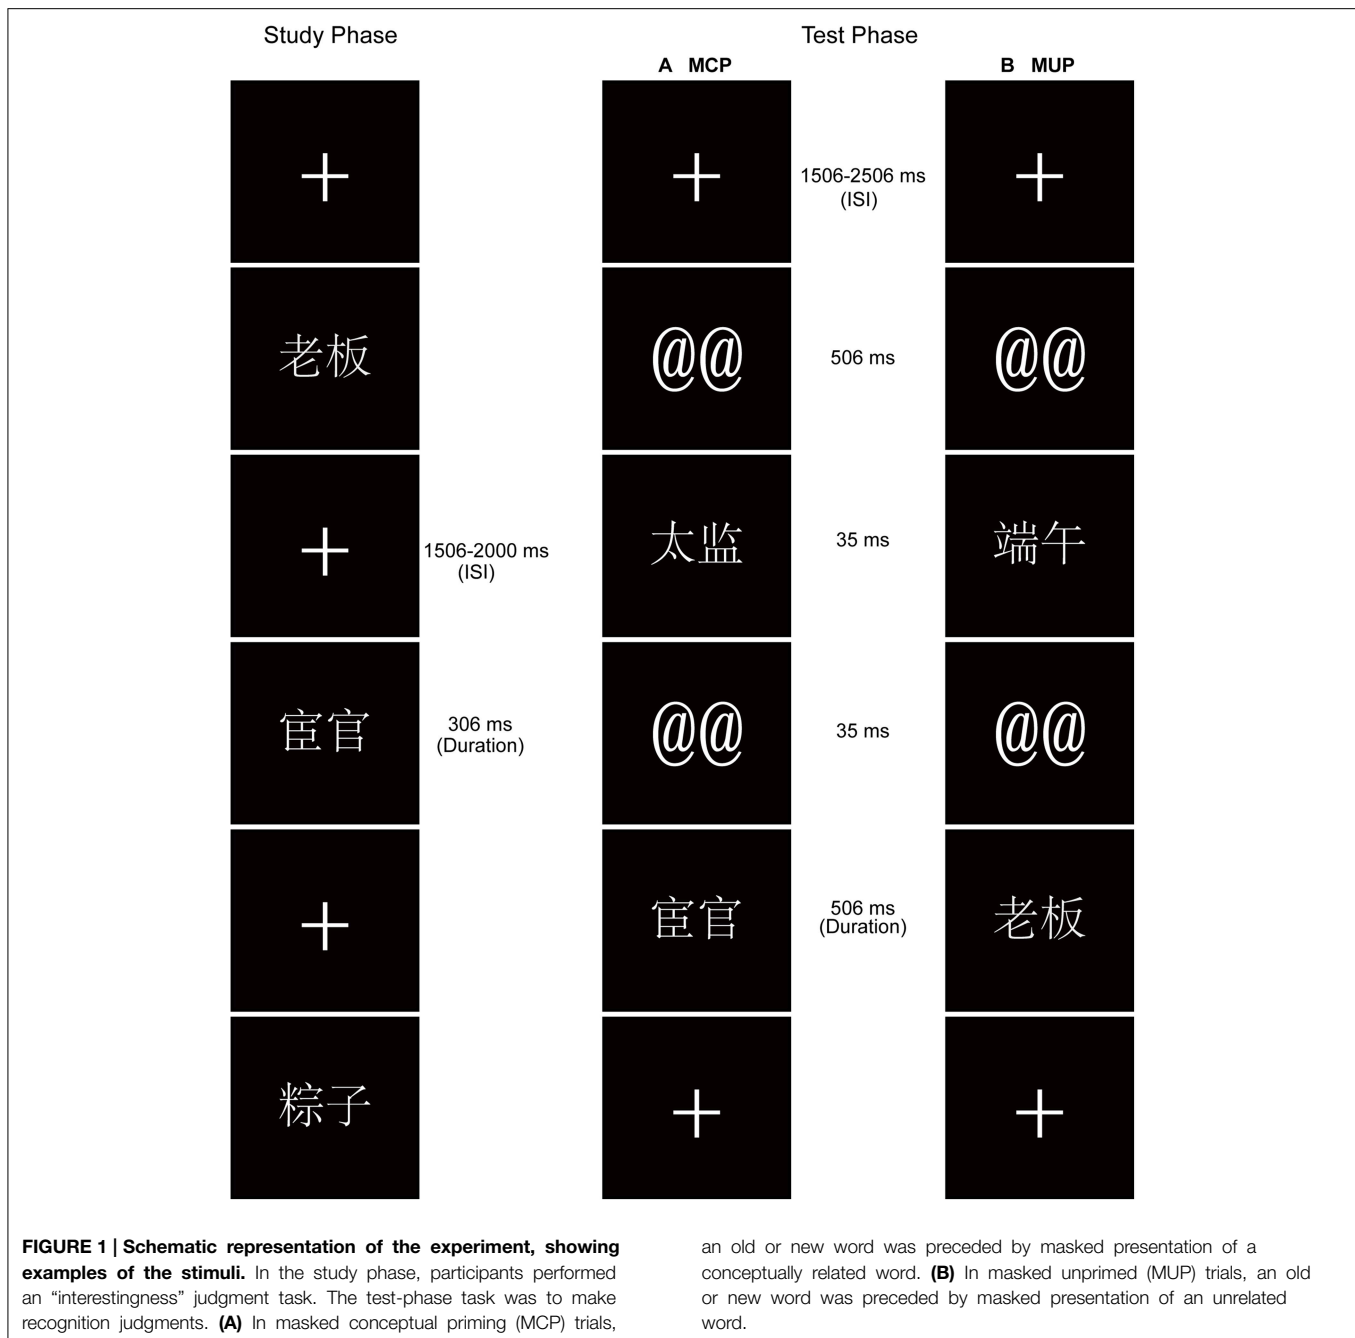 Study Phase
Test Phase
A MCP
B MUP
1506-2506 ms
(ISI)
老板
@@
506 ms
@@
1506-2000 ms
(ISI)
太监
35 ms
端午
宦官
306 ms
(Duration)
@@
35 ms
@@
宦官
506 ms
(Duration)
老板
粽子
FIGURE 1 | Schematic representation of the experiment, showing
examples of the stimuli. In the study phase, participants performed
an “interestingness” judgment task. The test-phase task was to make
recognition judgments. (A) In masked conceptual priming (MCP) trials,
an old or new word was preceded by masked presentation of a
conceptually related word. (B) In masked unprimed (MUP) trials, an old
or new word was preceded by masked presentation of an unrelated
word.